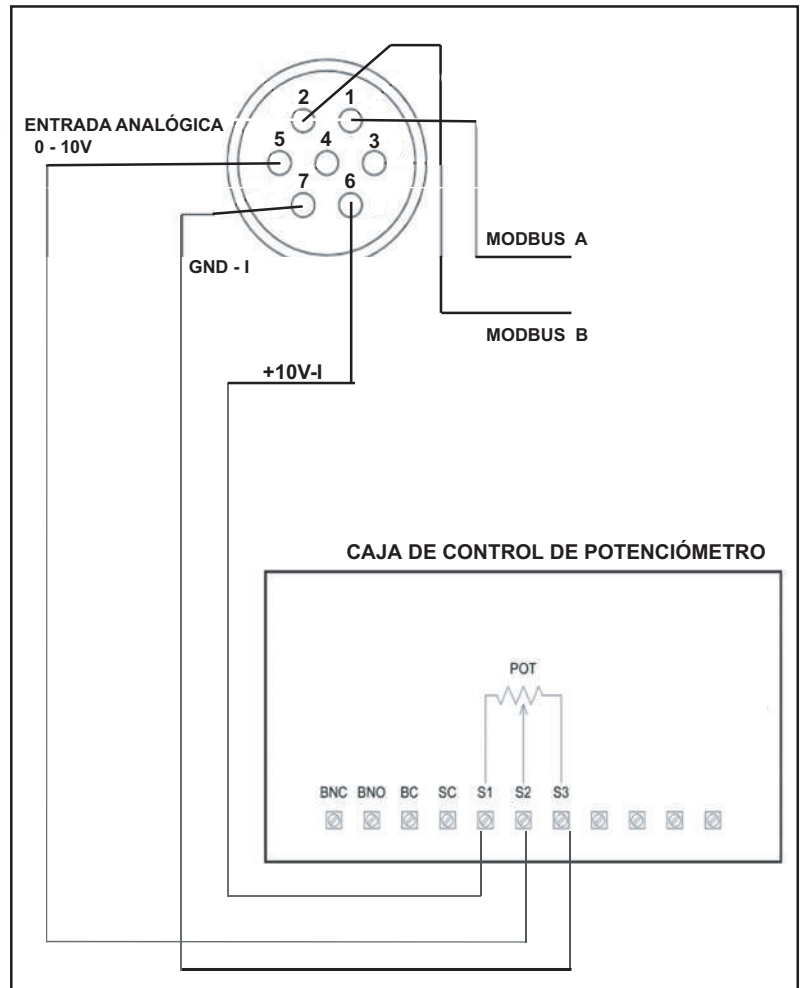 2 1
ENTRADA ANALÓGICA
0 - 10V
5 4 3
7 6
MODBUS A
GND - I
MODBUS B
+10V-I
CAJA DE CONTROL DE POTENCIÓMETRO
POT
BNC BNO BC SC S1 S2 S3